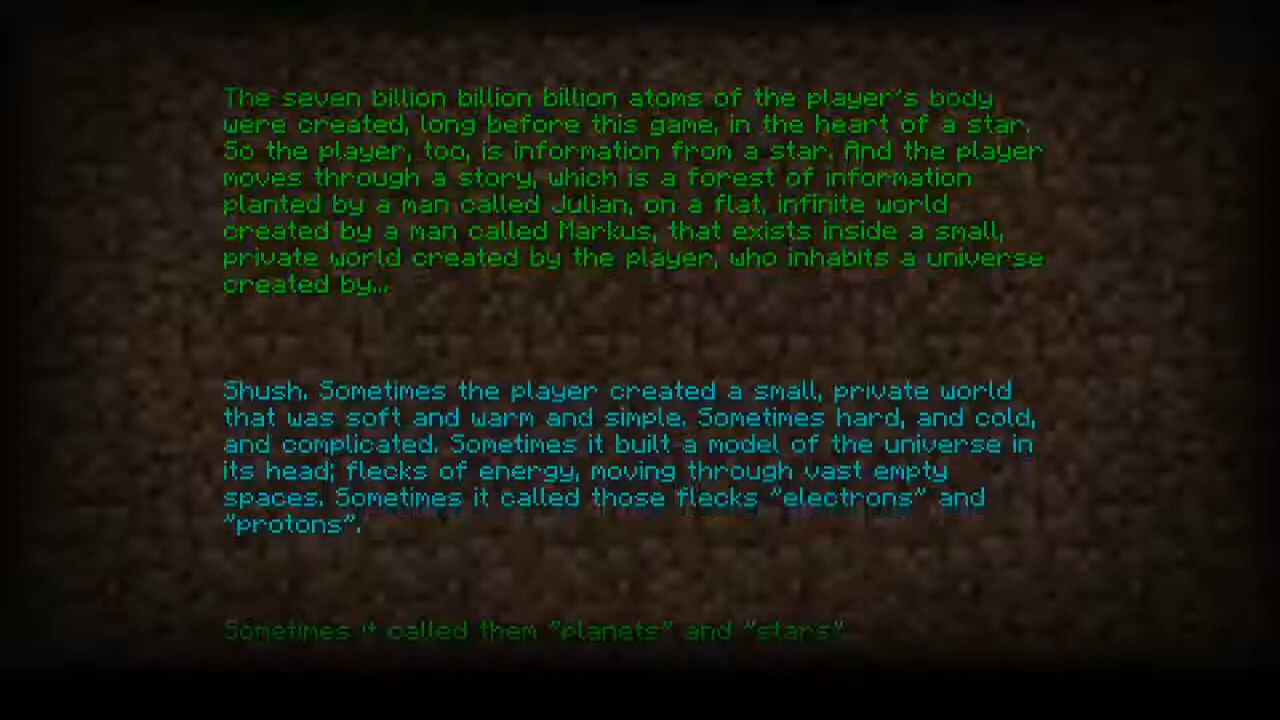 The seven billion billion billion atoms of the player's body
were created, long before this game, in the heart of a star.
So the player, too, is information from a star. And the player
moves through a story, which is a forest of information
planted by a man called Julian, on a flat, infinite world
created by a man called Markus, that exists inside a small,
private world created by the player, who inhabits a universe
created by...
Shush. Sometimes the player created a small, private world
that was soft and warm and simple. Sometimes hard, and cold,
and complicated. Sometimes it built a model of the universe in
its head; flecks of energy, moving through vast empty
spaces. Sometimes it called those flecks "electrons" and
"protons".
Sometimes it called them "planets" and "stars".